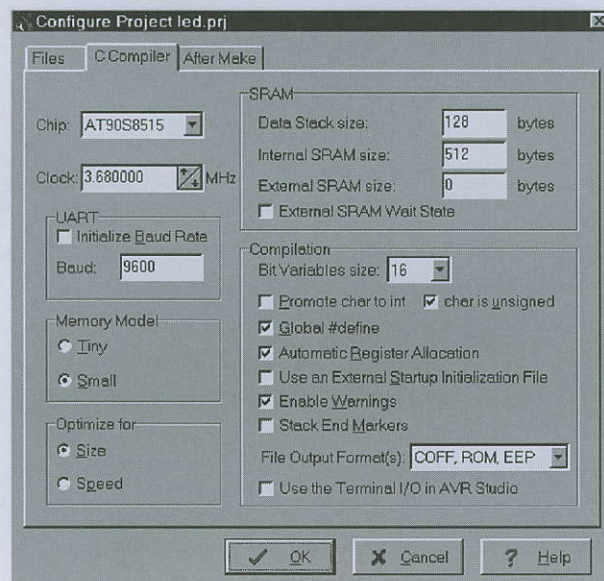 Configure Project led.prj
Files C Compiler After Make
Chip: AT90S8515
Clock: 3.680000 MHz
UART
Initialize Baud Rate
Baud: 9600
Memory Model
Tiny
Small
Optimize for
Size
Speed
SRAM
Data Stack size: 128 bytes
Internal SRAM size: 512 bytes
External SRAM size: 0 bytes
External SRAM Wait State
Compilation
Bit Variables size: 16
Promote char to int char is unsigned
Global #define
Automatic Register Allocation
Use an External Startup Initialization File
Enable Warnings
Stack End Markers
File Output Format(s): COFF, ROM, EEP
Use the Terminal I/O in AVR Studio
OK Cancel ? Help